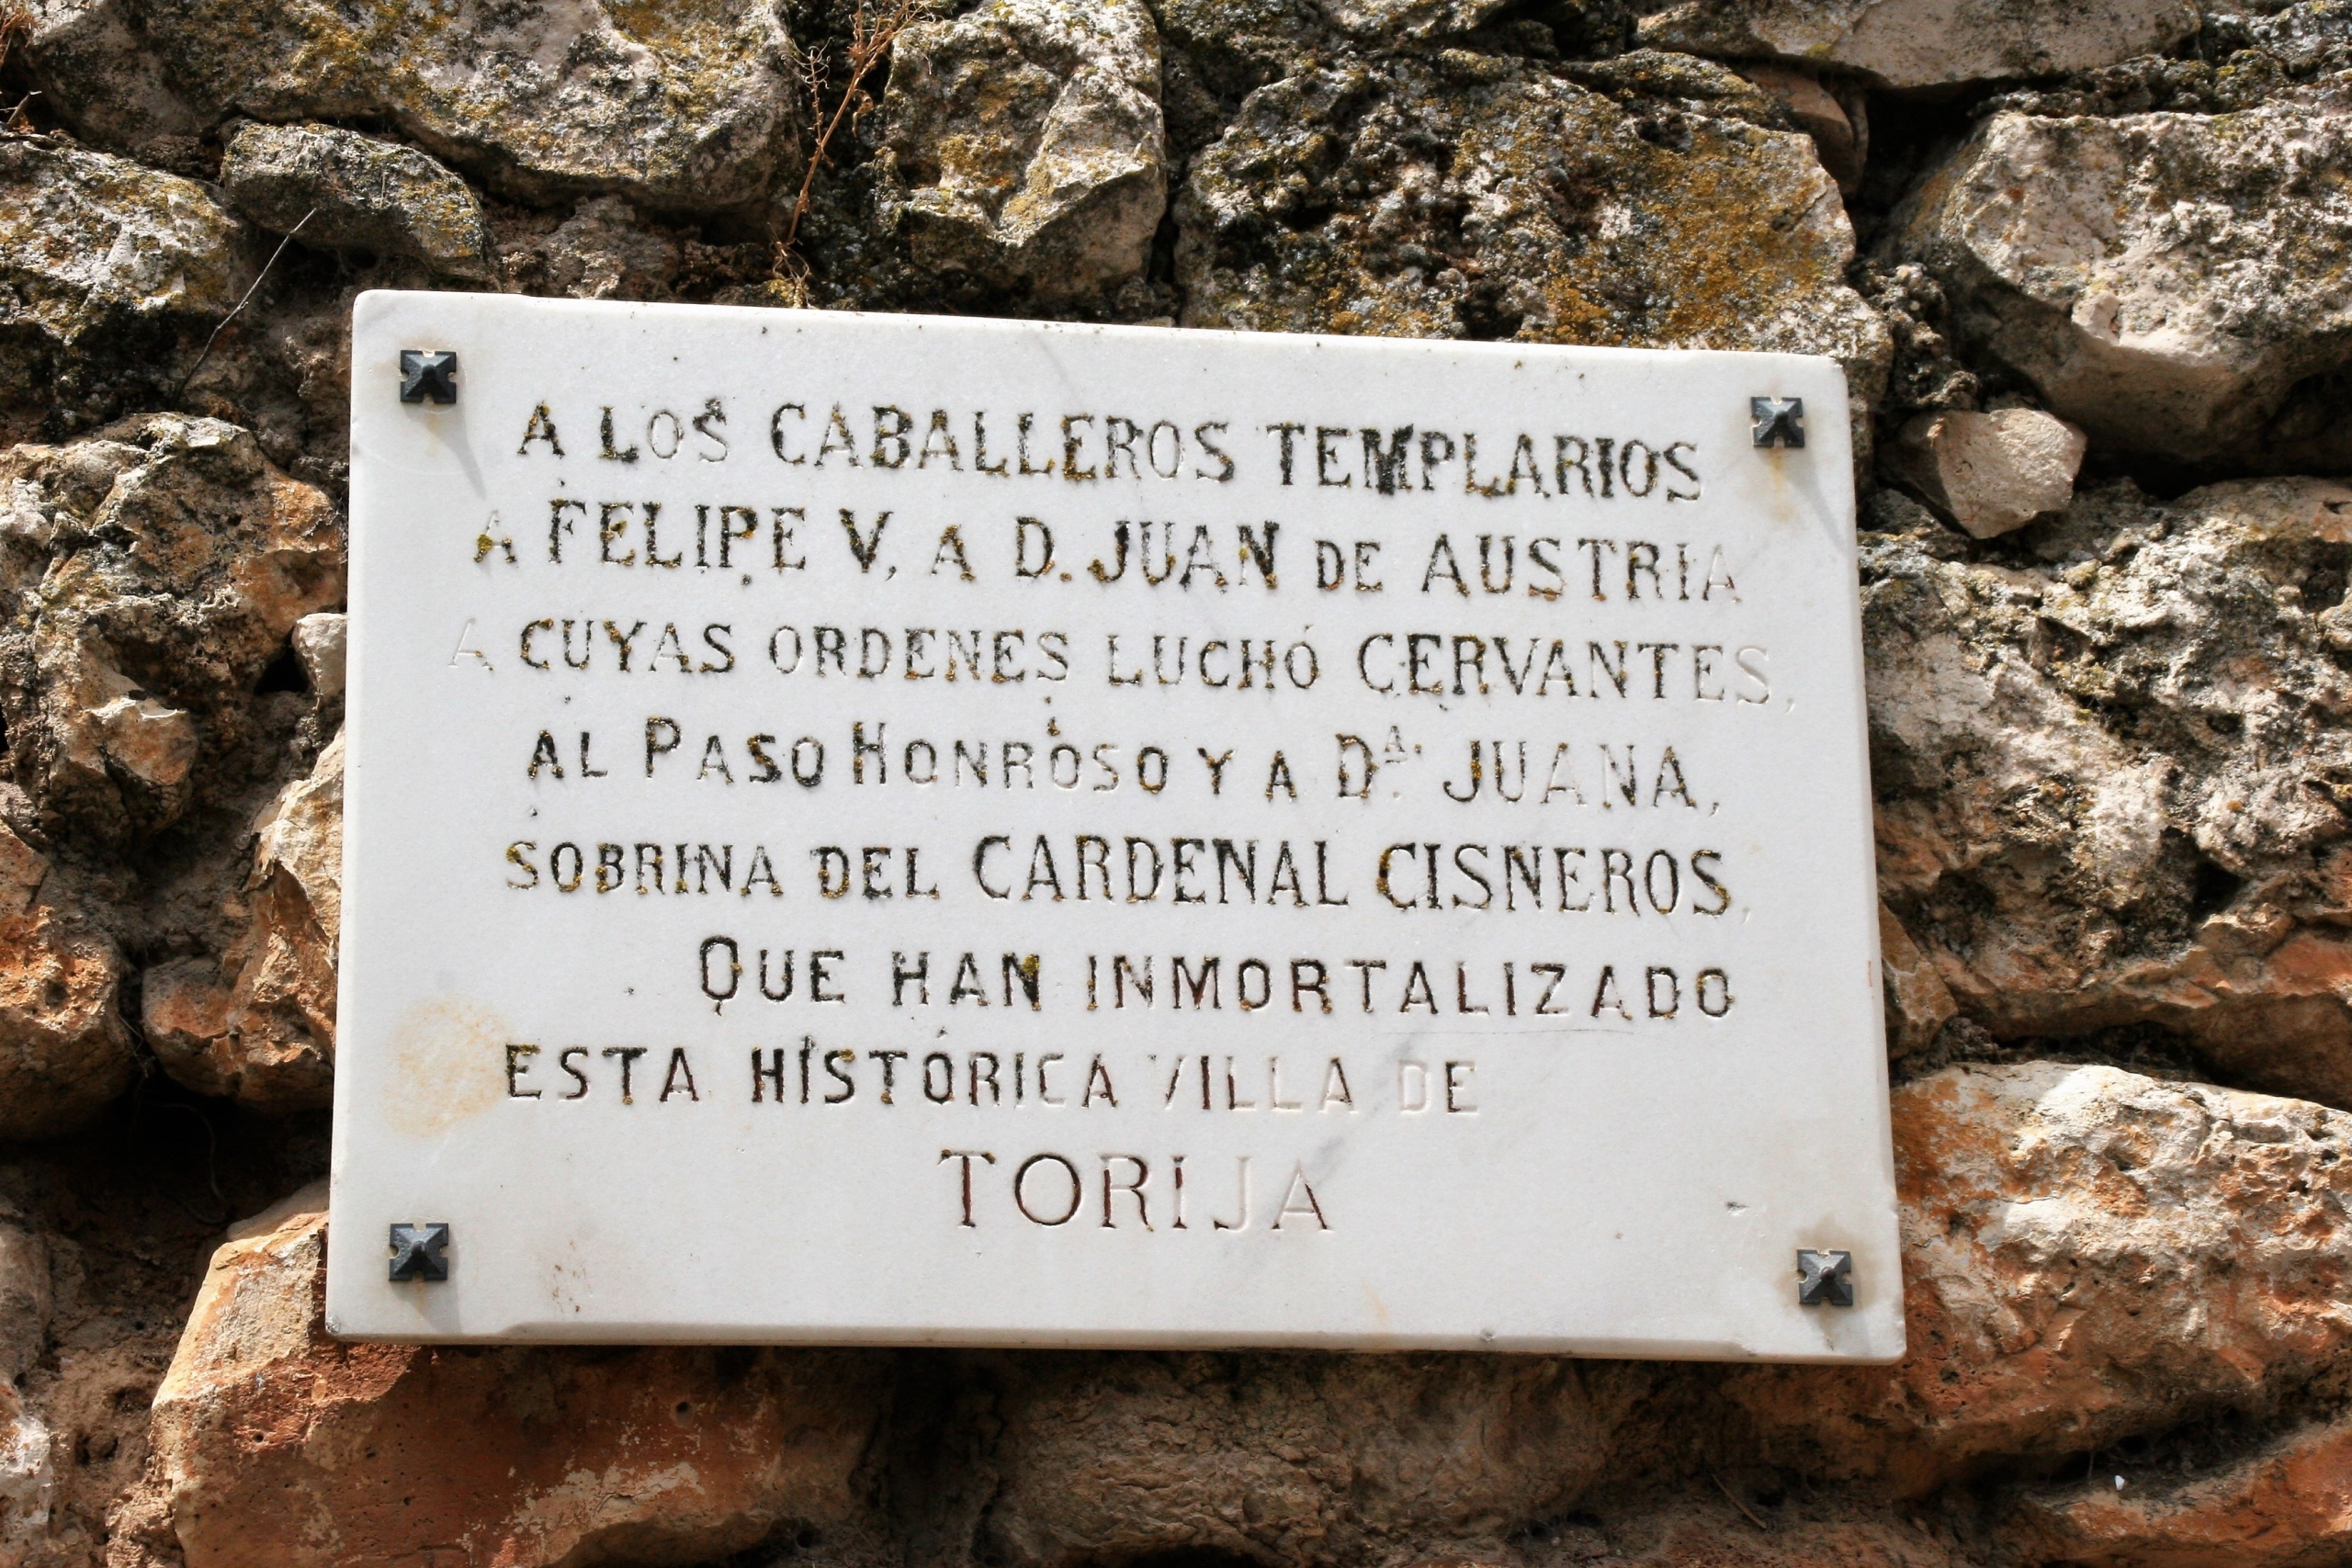 A LOS CABALLEROS TEMPLARIOS
A FELIPE V, A D. JUAN DE AUSTRIA
A CUYAS ORDENES LUCHÓ CERVANTES,
AL PASO HONROSO Y A Dᴬ. JUANA,
SOBRINA DEL CARDENAL CISNEROS,
QUE HAN INMORTALIZADO
ESTA HISTÓRICA VILLA DE
TORIJA